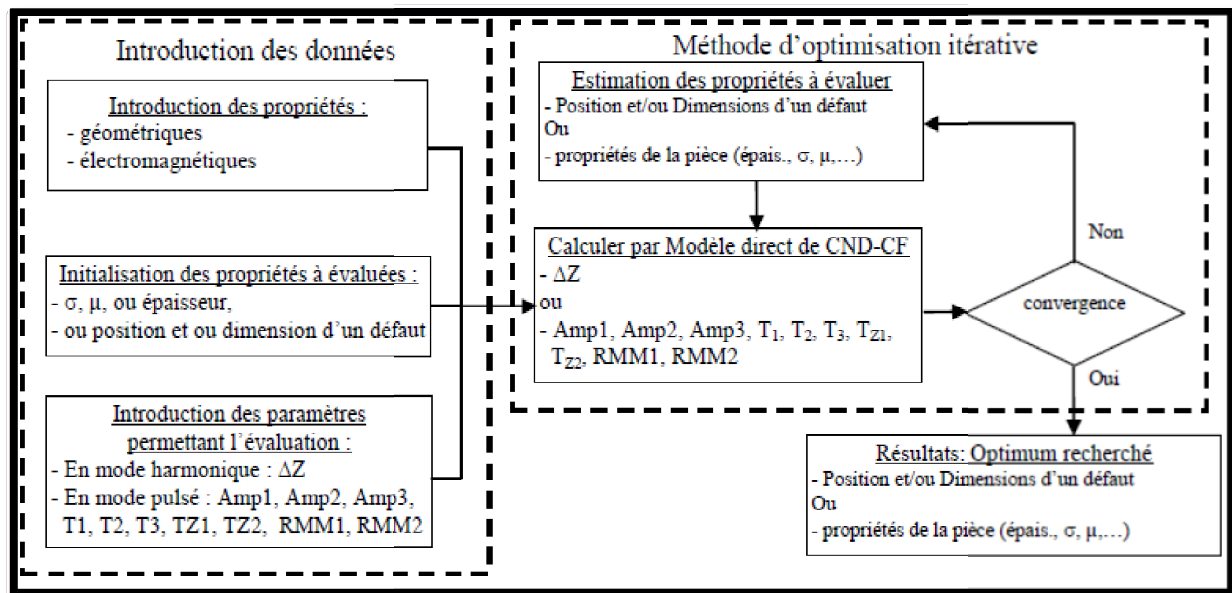 Introduction des données
Introduction des propriétés :
- géométriques
- électromagnétiques
Initialisation des propriétés à évaluées :
- σ, μ, ou épaisseur,
- ou position et ou dimension d'un défaut
Introduction des paramètres
permettant l'évaluation :
- En mode harmonique : ΔZ
- En mode pulsé : Amp1, Amp2, Amp3,
T1, T2, T3, TZ1, TZ2, RMM1, RMM2
Méthode d'optimisation itérative
Estimation des propriétés à évaluer
- Position et/ou Dimensions d'un défaut
Ou
- propriétés de la pièce (épais., σ, μ,…)
Calculer par Modèle direct de CND-CF
- ΔZ
ou
- Amp1, Amp2, Amp3, T₁, T₂, T₃, T_Z1,
T_Z2, RMM1, RMM2
Non
convergence
Oui
Résultats: Optimum recherché
- Position et/ou Dimensions d'un défaut
Ou
- propriétés de la pièce (épais., σ, μ,…)